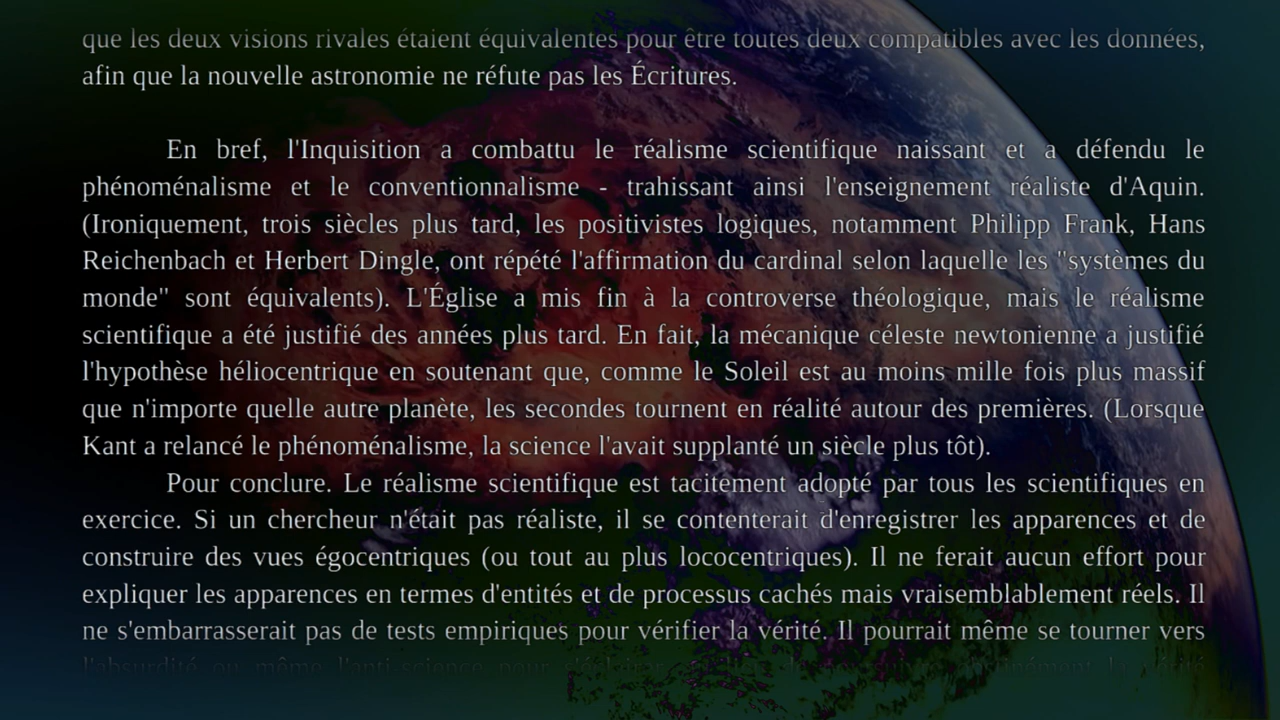 que les deux visions rivales étaient équivalentes pour être toutes deux compatibles avec les données,
afin que la nouvelle astronomie ne réfute pas les Écritures.
En bref, l'Inquisition a combattu le réalisme scientifique naissant et a défendu le
phénoménalisme et le conventionnalisme - trahissant ainsi l'enseignement réaliste d'Aquin.
(Ironiquement, trois siècles plus tard, les positivistes logiques, notamment Philipp Frank, Hans
Reichenbach et Herbert Dingle, ont répété l'affirmation du cardinal selon laquelle les "systèmes du
monde" sont équivalents). L'Église a mis fin à la controverse théologique, mais le réalisme
scientifique a été justifié des années plus tard. En fait, la mécanique céleste newtonienne a justifié
l'hypothèse héliocentrique en soutenant que, comme le Soleil est au moins mille fois plus massif
que n'importe quelle autre planète, les secondes tournent en réalité autour des premières. (Lorsque
Kant a relancé le phénoménalisme, la science l'avait supplanté un siècle plus tôt).
Pour conclure. Le réalisme scientifique est tacitement adopté par tous les scientifiques en
exercice. Si un chercheur n'était pas réaliste, il se contenterait d'enregistrer les apparences et de
construire des vues égocentriques (ou tout au plus lococentriques). Il ne ferait aucun effort pour
expliquer les apparences en termes d'entités et de processus cachés mais vraisemblablement réels. Il
ne s'embarrasserait pas de tests empiriques pour vérifier la vérité. Il pourrait même se tourner vers
l'absurdité ou même l'anti-science pour s'éclairer